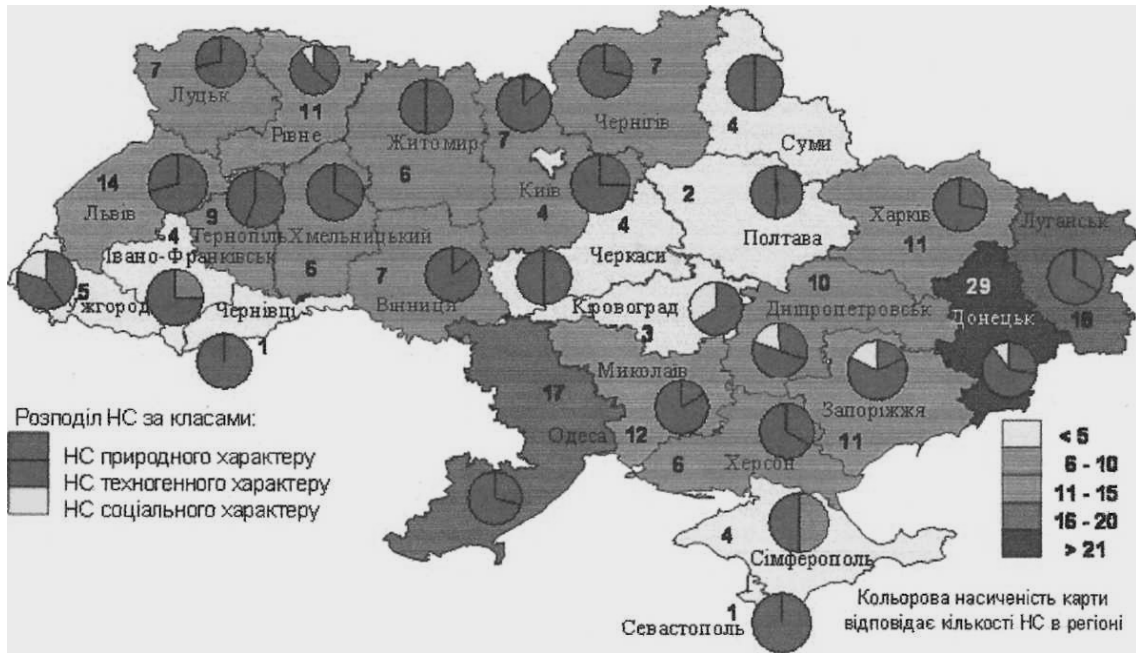 7
Луцьк
11
Рівне
Житомир
6
7
Київ
4
7
Чернігів
4
Суми
14
Львів
9
Тернопіль
Хмельницький
6
4
Івано-Франківськ
5
Ужгород
Чернівці
1
7
Вінниця
4
Черкаси
2
Полтава
Харків
11
Луганськ
16
29
Донецьк
10
Дніпропетровськ
Кіровоград
3
Миколаїв
12
17
Одеса
Запоріжжя
11
6
Херсон
4
Сімферополь
1
Севастополь
Розподіл НС за класами:
НС природного характеру
НС техногенного характеру
НС соціального характеру
< 5
6 - 10
11 - 15
16 - 20
> 21
Кольорова насиченість карти
відповідає кількості НС в регіоні